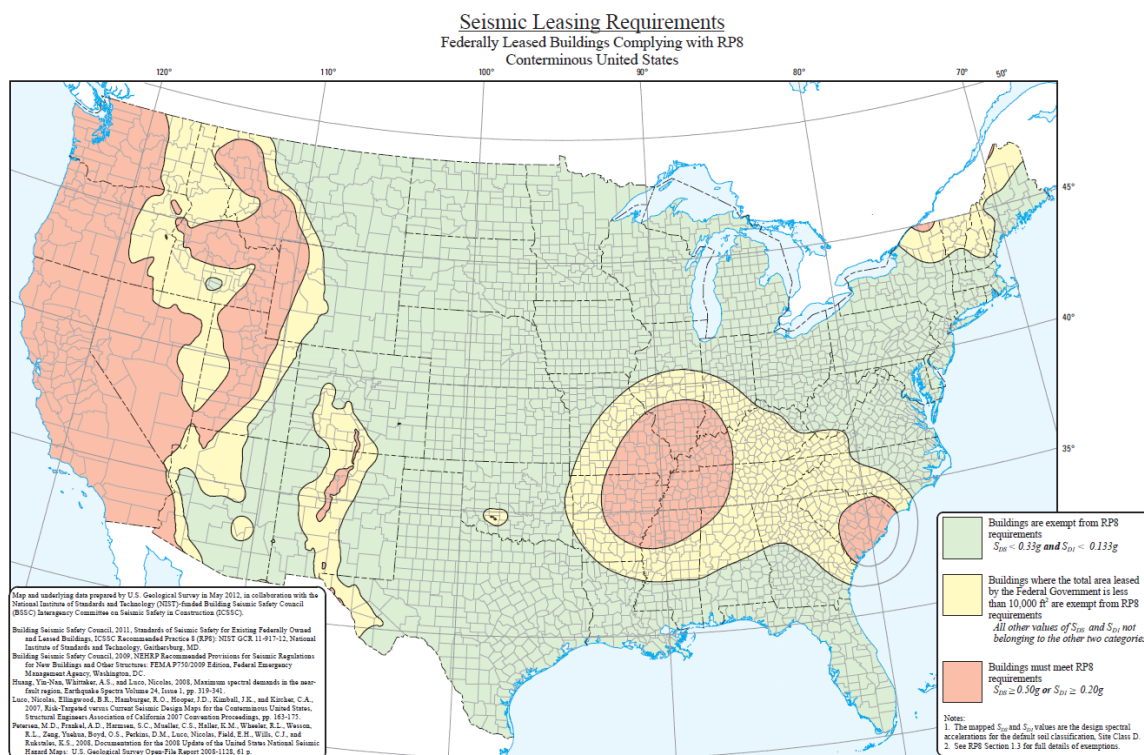 Seismic Leasing Requirements
Federally Leased Buildings Complying with RP8
Conterminous United States
120°
110°
100°
90°
80°
70°
50°
45°
40°
35°
D
Map and underlying data prepared by U.S. Geological Survey in May 2012, in collaboration with the
National Institute of Standards and Technology (NIST)-funded Building Seismic Safety Council
(BSSC) Interagency Committee on Seismic Safety in Construction (ICSSC).
Building Seismic Safety Council, 2011, Standards of Seismic Safety for Existing Federally Owned
and Leased Buildings, ICSSC Recommended Practice 8 (RP8): NIST GCR 11-917-12, National
Institute of Standards and Technology, Gaithersburg, MD.
Building Seismic Safety Council, 2009, NEHRP Recommended Provisions for Seismic Regulations
for New Buildings and Other Structures: FEMA P750/2009 Edition, Federal Emergency
Management Agency, Washington, DC.
Huang, Yin-Nan, Whittaker, A.S., and Luco, Nicolas, 2008, Maximum spectral demands in the near-
fault region, Earthquake Spectra Volume 24, Issue 1, pp. 319-341.
Luco, Nicolas, Ellingwood, B.R., Hamburger, R.O., Hooper, J.D., Kimball, J.K., and Kircher, C.A.,
2007, Risk-Targeted versus Current Seismic Design Maps for the Conterminous United States,
Structural Engineers Association of California 2007 Convention Proceedings, pp. 163-175.
Petersen, M.D., Frankel, A.D., Harmsen, S.C., Mueller, C.S., Haller, K.M., Wheeler, R.L., Wesson,
R.L., Zeng, Yuehua, Boyd, O.S., Perkins, D.M., Luco, Nicolas, Field, E.H., Wills, C.J., and
Rukstales, K.S., 2008, Documentation for the 2008 Update of the United States National Seismic
Hazard Maps: U.S. Geological Survey Open-File Report 2008-1128, 61 p.
Buildings are exempt from RP8
requirements
S_DS < 0.33g and S_D1 < 0.133g
Buildings where the total area leased
by the Federal Government is less
than 10,000 ft² are exempt from RP8
requirements
All other values of S_DS and S_D1 not
belonging to the other two categories
Buildings must meet RP8
requirements
S_DS ≥ 0.50g or S_D1 ≥ 0.20g
Notes:
1. The mapped S_DS and S_D1 values are the design spectral
accelerations for the default soil classification, Site Class D.
2. See RP8 Section 1.3 for full details of exemptions.